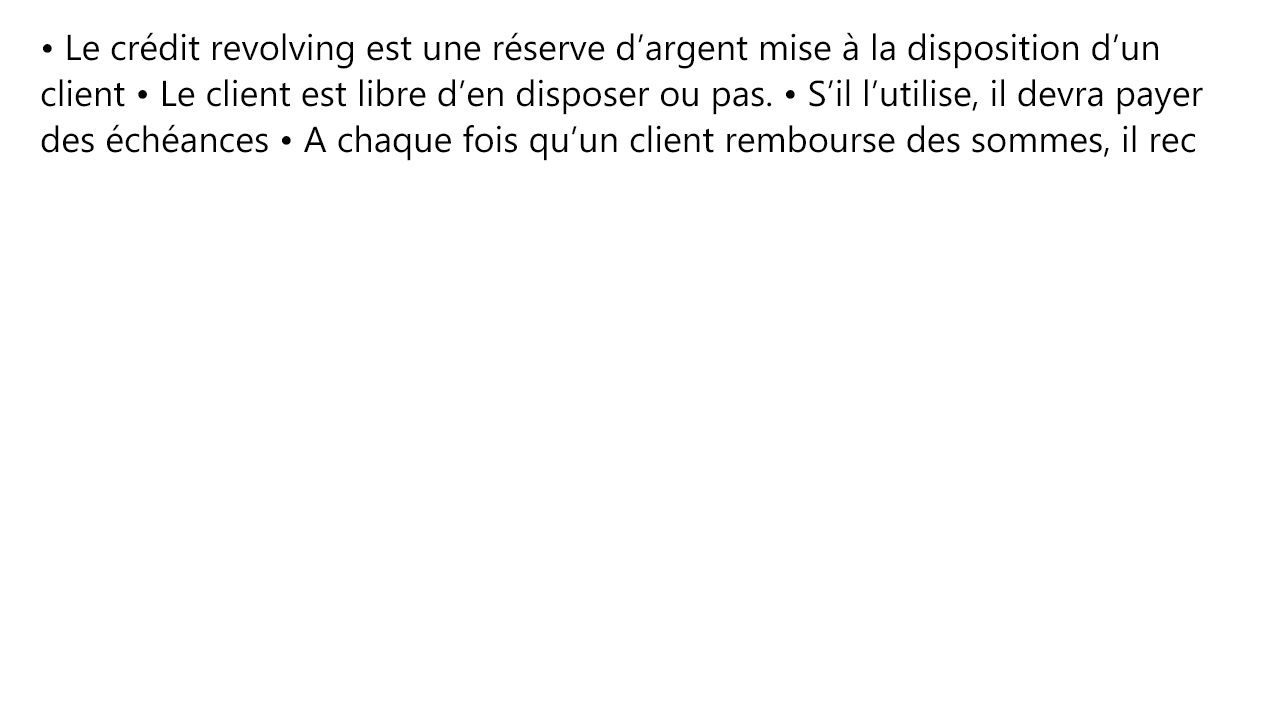 • Le crédit revolving est une réserve d’argent mise à la disposition d’un
client • Le client est libre d’en disposer ou pas. • S’il l’utilise, il devra payer
des échéances • A chaque fois qu’un client rembourse des sommes, il rec